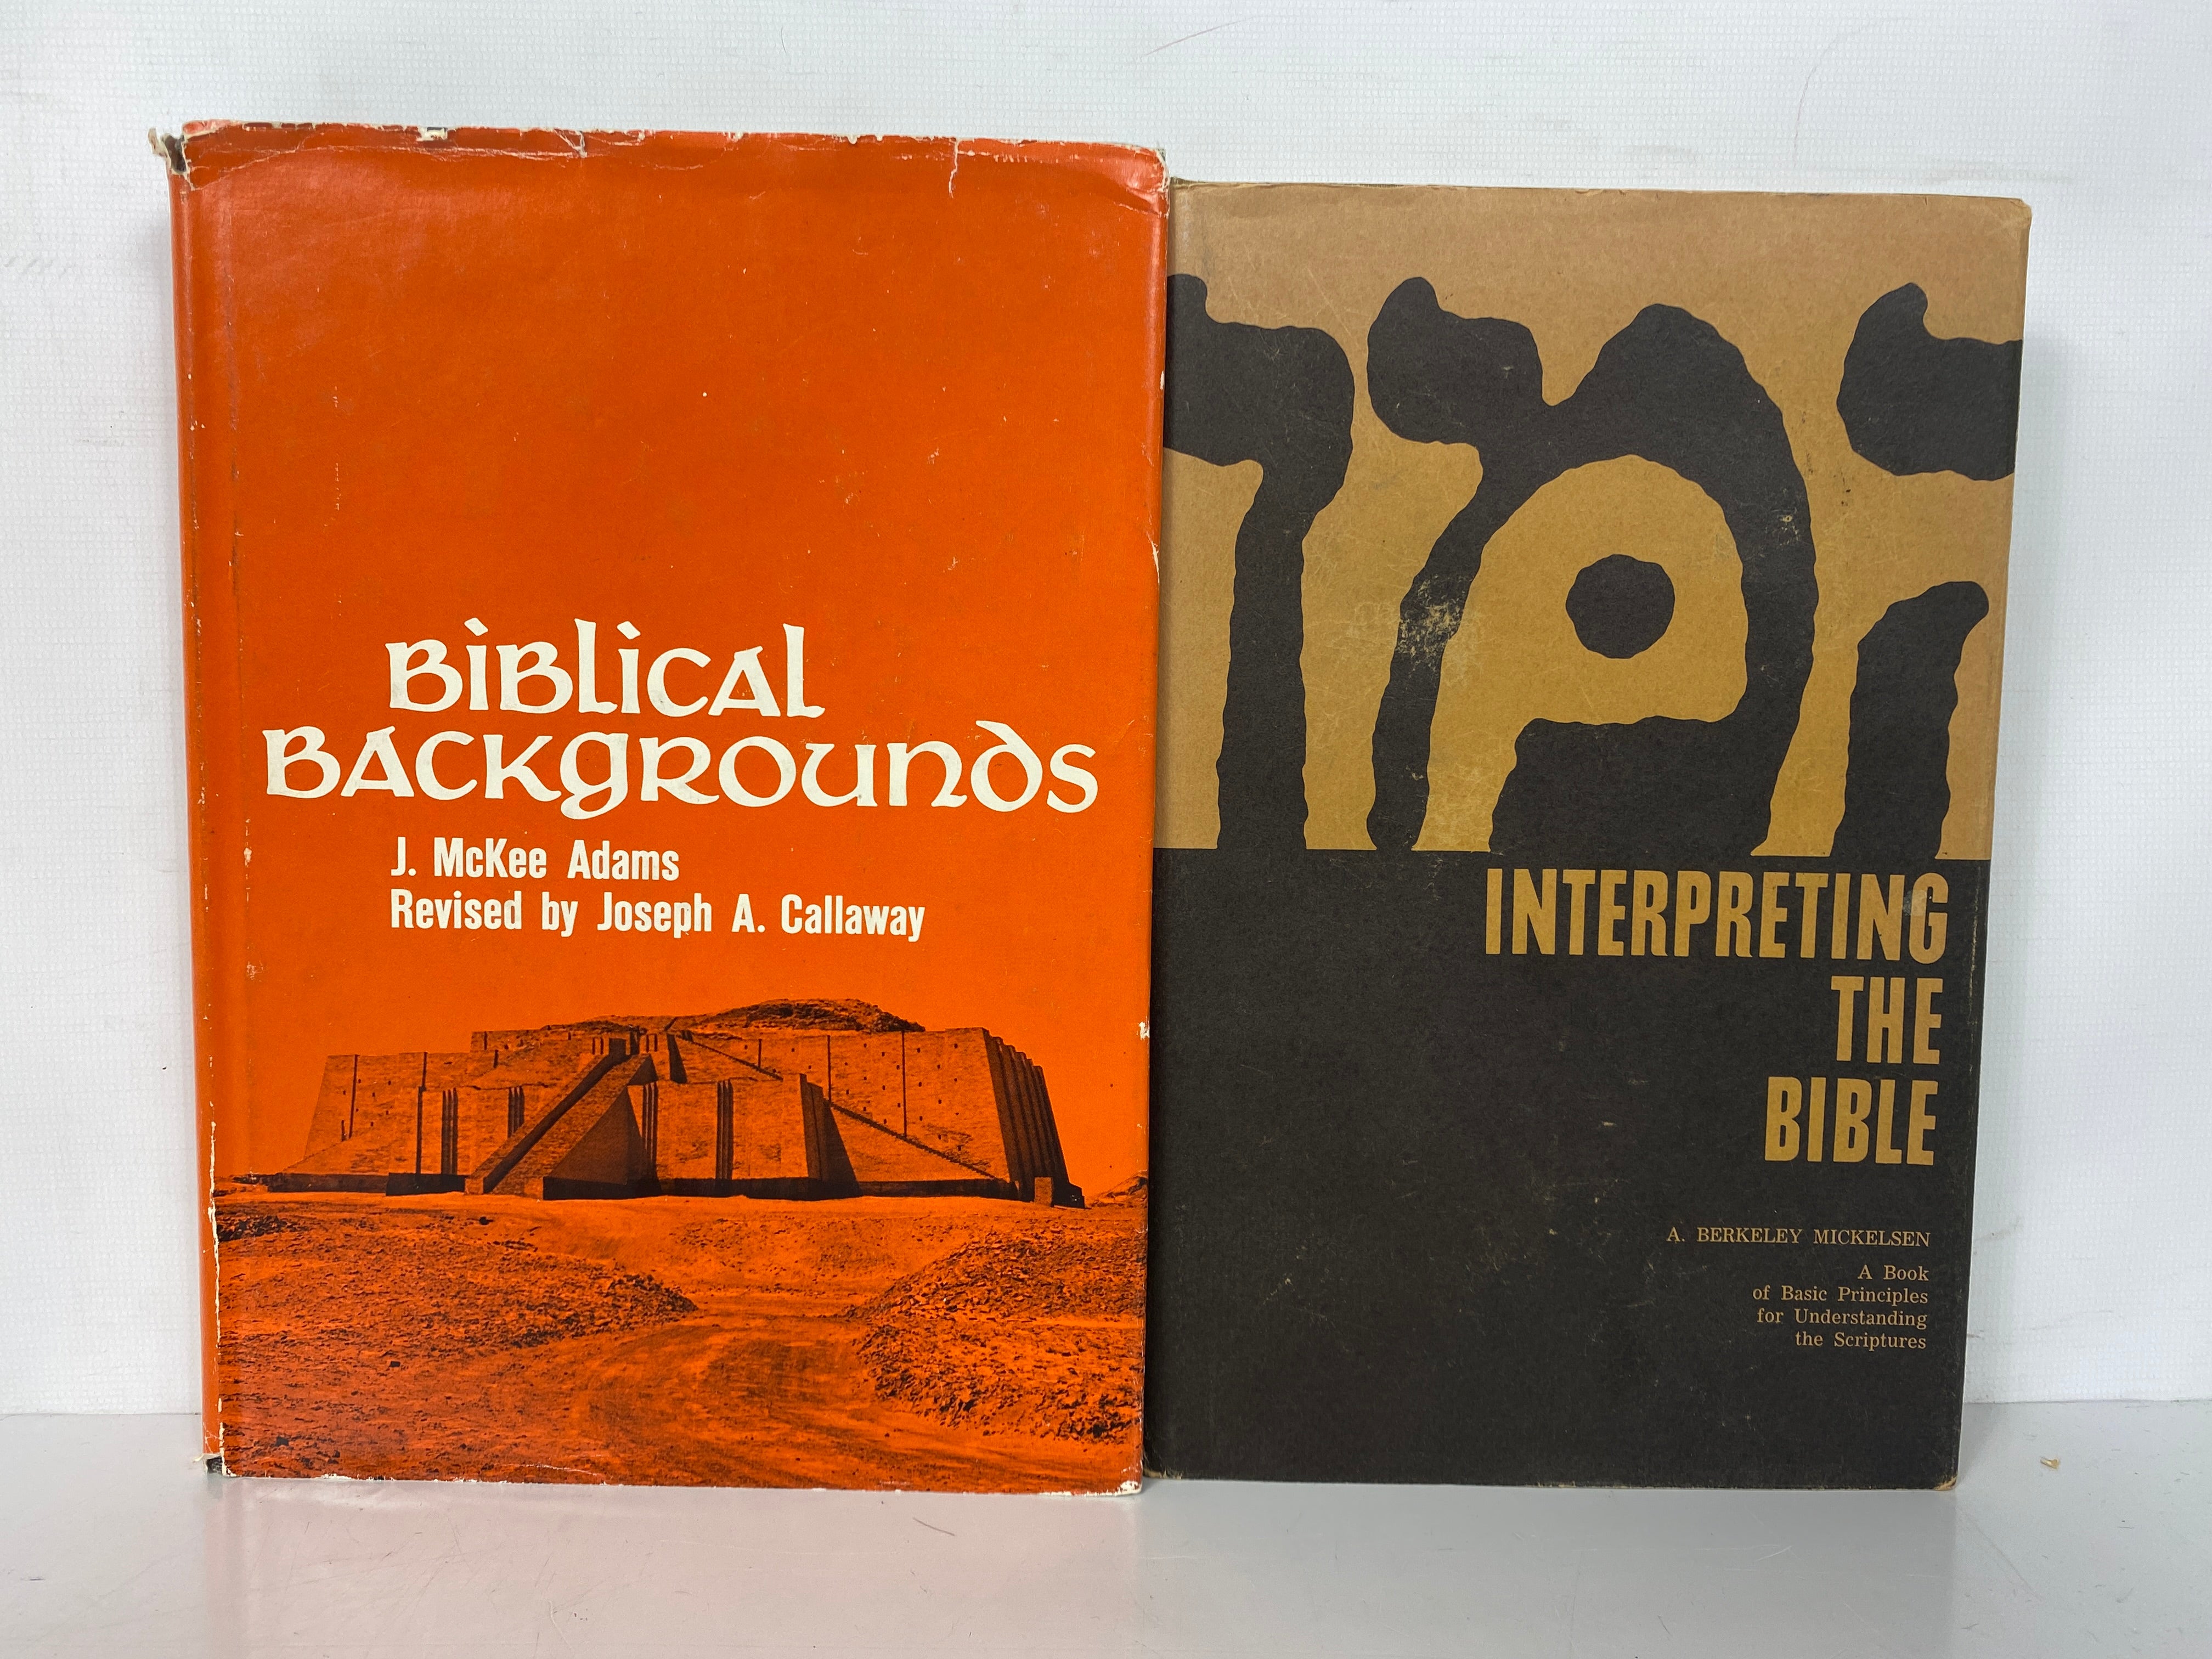 Biblical
Backgrounds
J. McKee Adams
Revised by Joseph A. Callaway
INTERPRETING
THE
BIBLE
A. BERKELEY MICKELSEN
A Book
of Basic Principles
for Understanding
the Scriptures